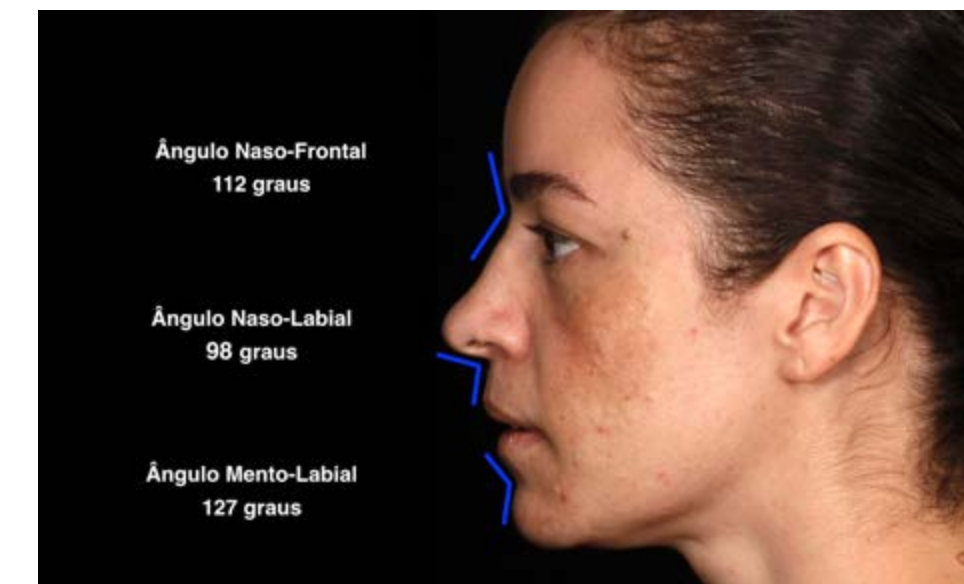 Ângulo Naso-Frontal
112 graus
Ângulo Naso-Labial
98 graus
Ângulo Mento-Labial
127 graus